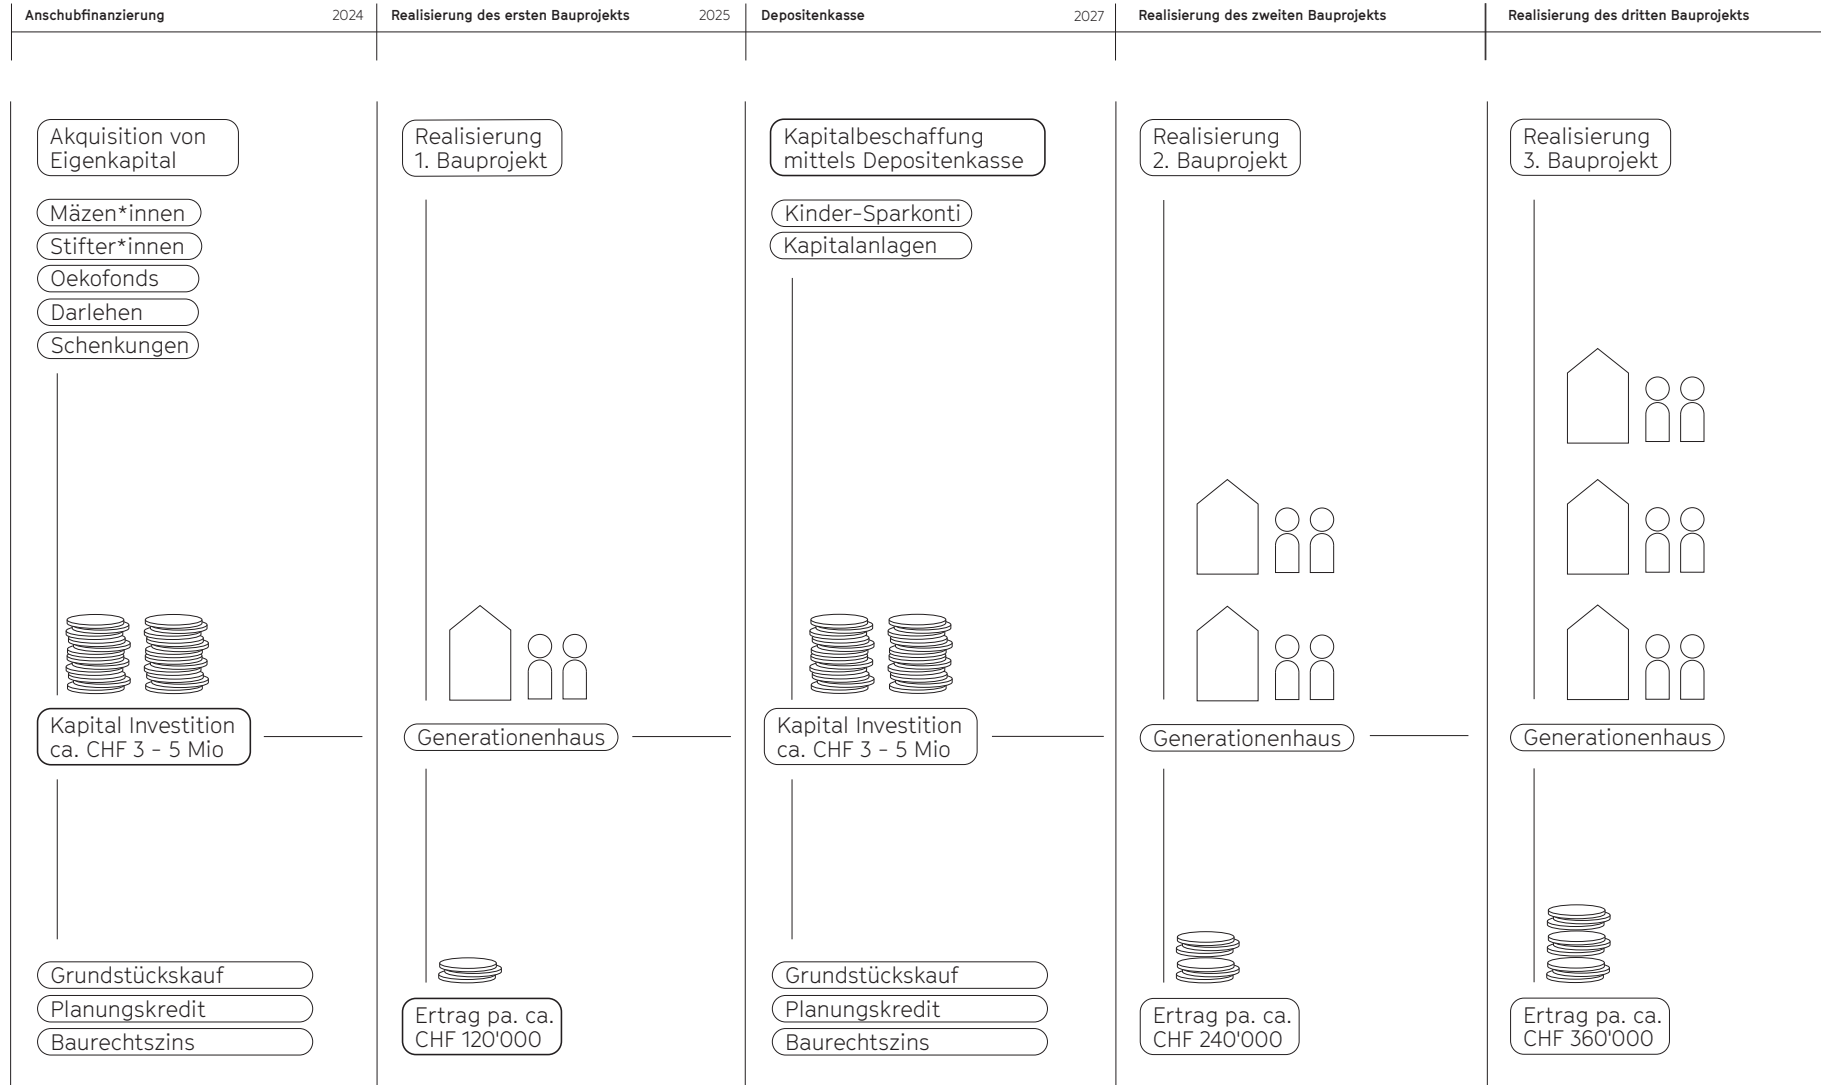 Anschubfinanzierung 2024
Realisierung des ersten Bauprojekts 2025
Depositenkasse 2027
Realisierung des zweiten Bauprojekts
Realisierung des dritten Bauprojekts
Akquisition von
Eigenkapital
Mäzen*innen
Stifter*innen
Oekofonds
Darlehen
Schenkungen
Kapital Investition
ca. CHF 3 - 5 Mio
Grundstückskauf
Planungskredit
Baurechtszins
Realisierung
1. Bauprojekt
Generationenhaus
Ertrag pa. ca.
CHF 120'000
Kapitalbeschaffung
mittels Depositenkasse
Kinder-Sparkonti
Kapitalanlagen
Kapital Investition
ca. CHF 3 - 5 Mio
Grundstückskauf
Planungskredit
Baurechtszins
Realisierung
2. Bauprojekt
Generationenhaus
Ertrag pa. ca.
CHF 240'000
Realisierung
3. Bauprojekt
Generationenhaus
Ertrag pa. ca.
CHF 360'000